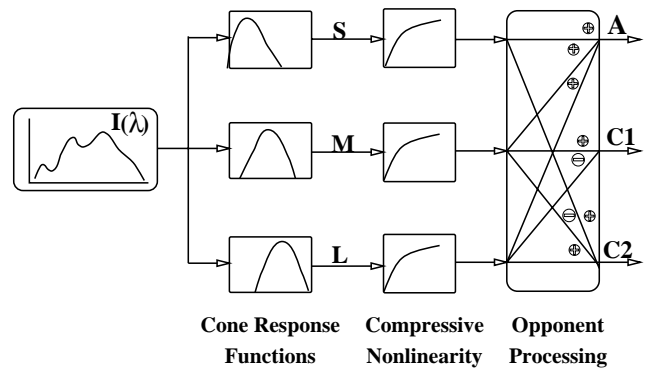 I(λ)
S
M
L
A
C1
C2
Cone Response Functions
Compressive Nonlinearity
Opponent Processing